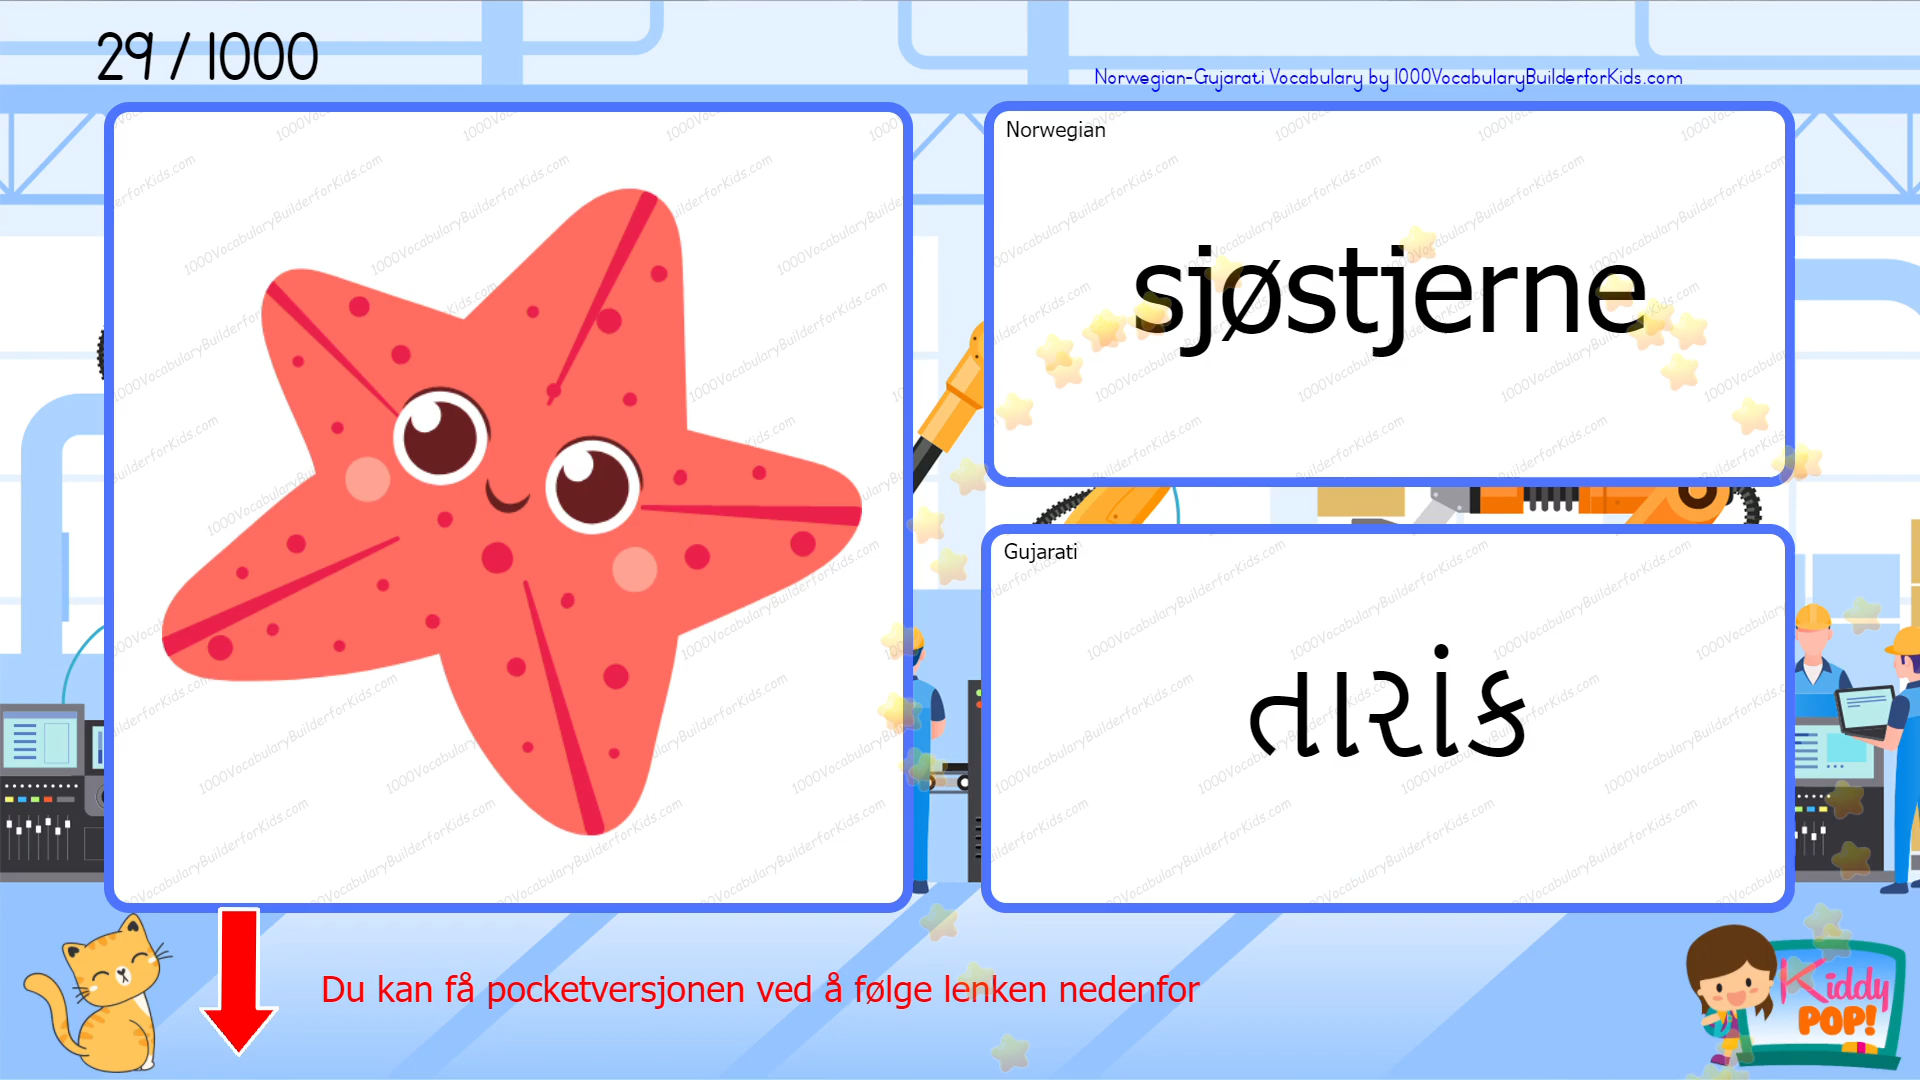 29 / 1000
Norwegian-Gujarati Vocabulary by 1000VocabularyBuilderforKids.com
Norwegian
sjøstjerne
Gujarati
તારાંક
Du kan få pocketversjonen ved å følge lenken nedenfor
Kiddy
POP!